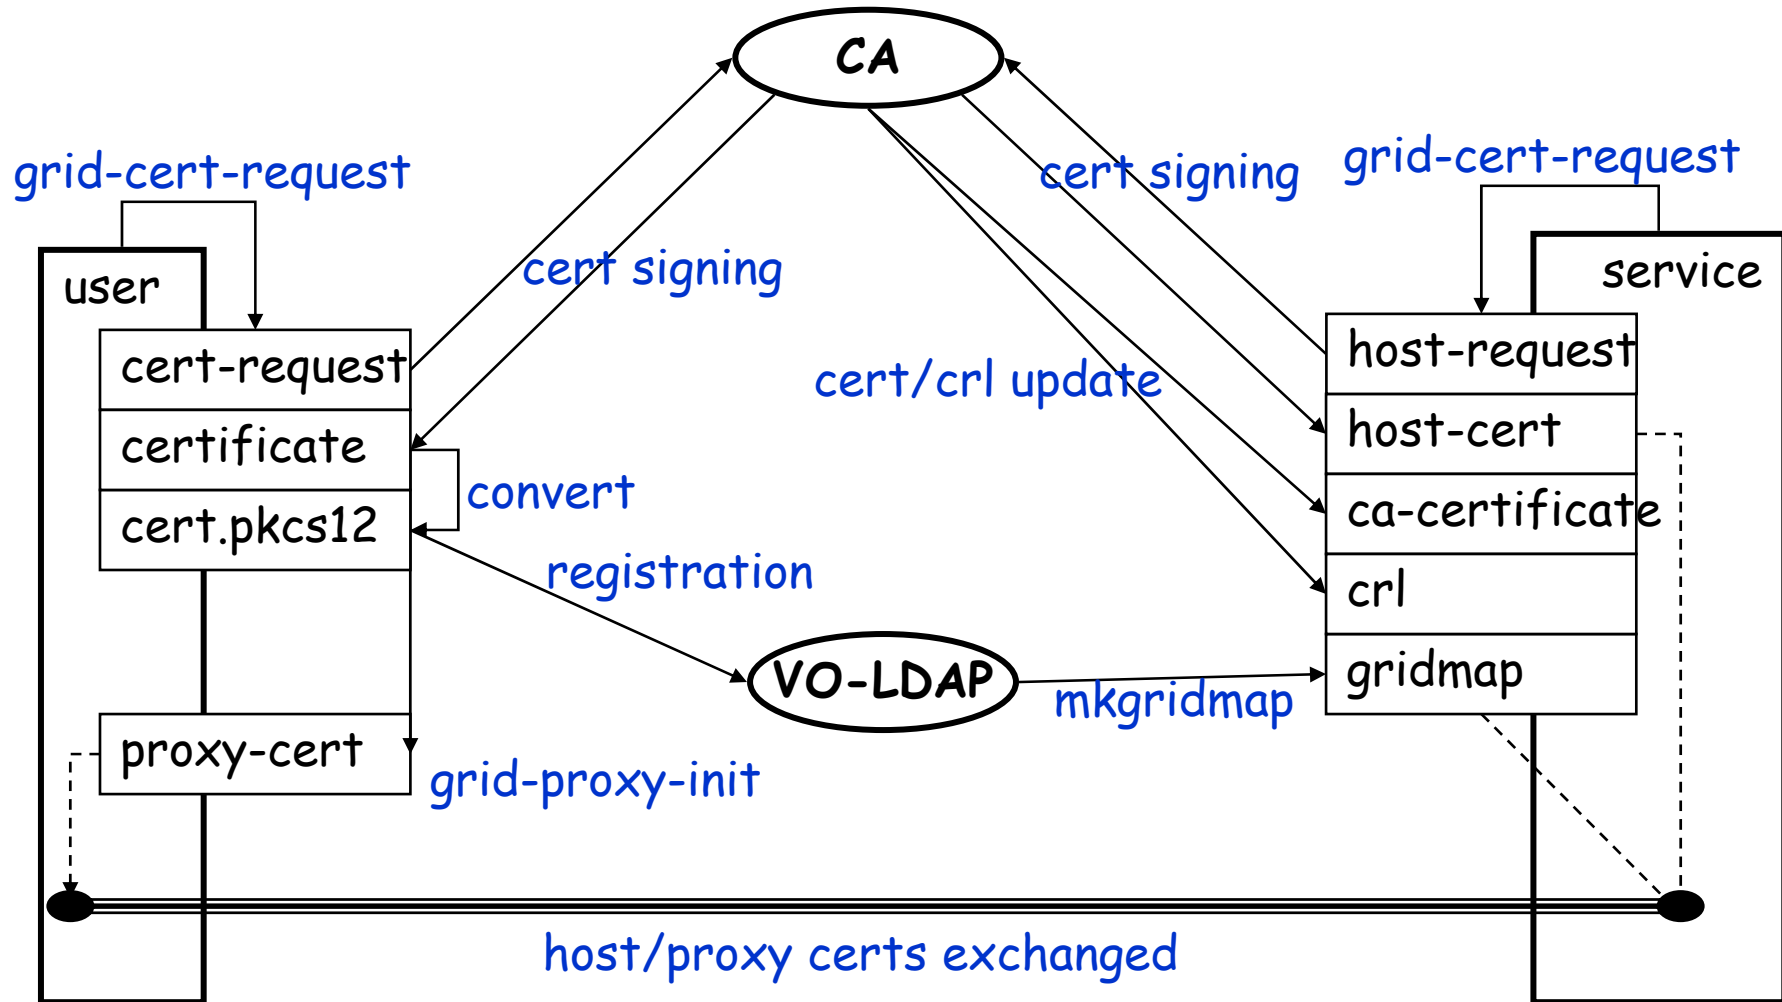 CA
grid-cert-request
cert signing
grid-cert-request
user
cert signing
service
cert-request
cert/crl update
host-request
certificate
host-cert
convert
cert.pkcs12
ca-certificate
registration
crl
VO-LDAP
mkgridmap
gridmap
proxy-cert
grid-proxy-init
host/proxy certs exchanged